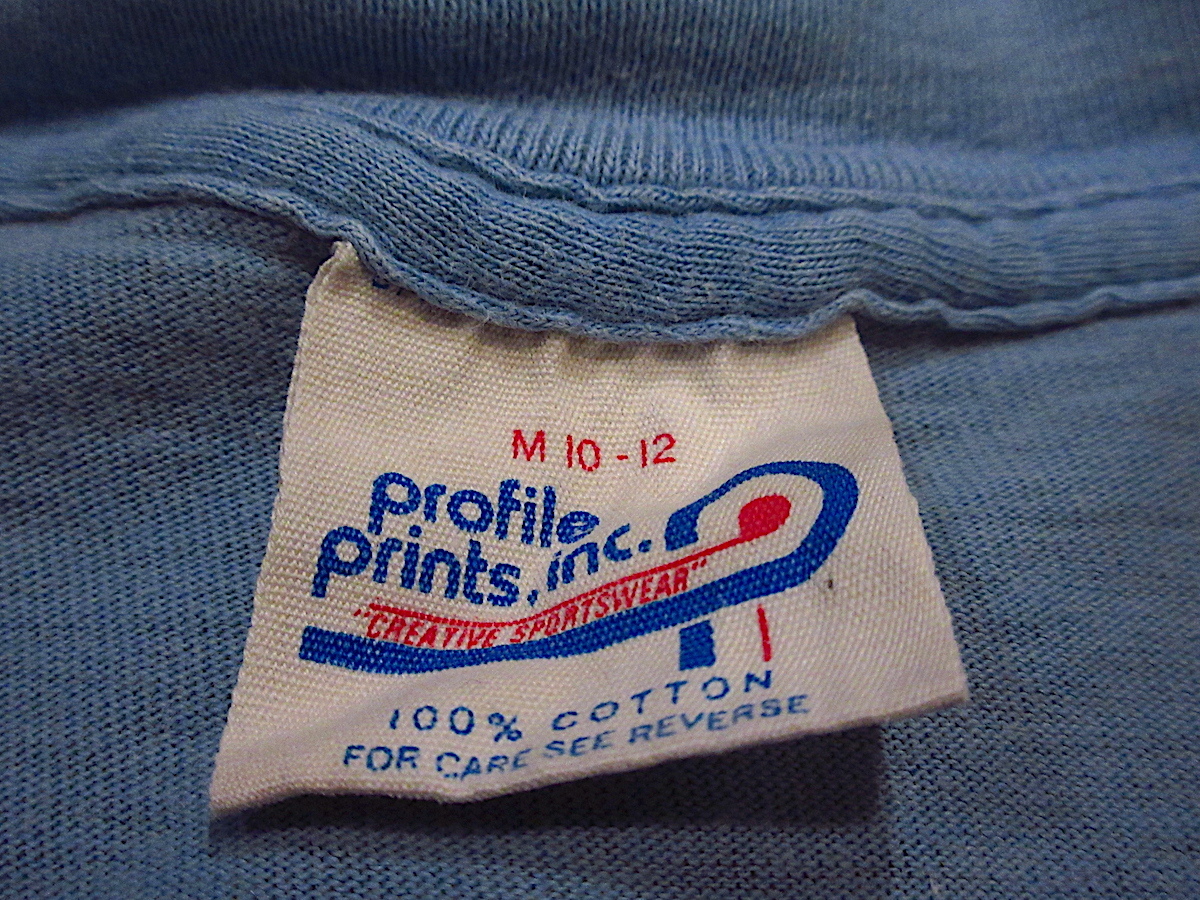 M 10-12
profile
prints, inc.
"CREATIVE SPORTSWEAR"
100% COTTON
FOR CARE SEE REVERSE